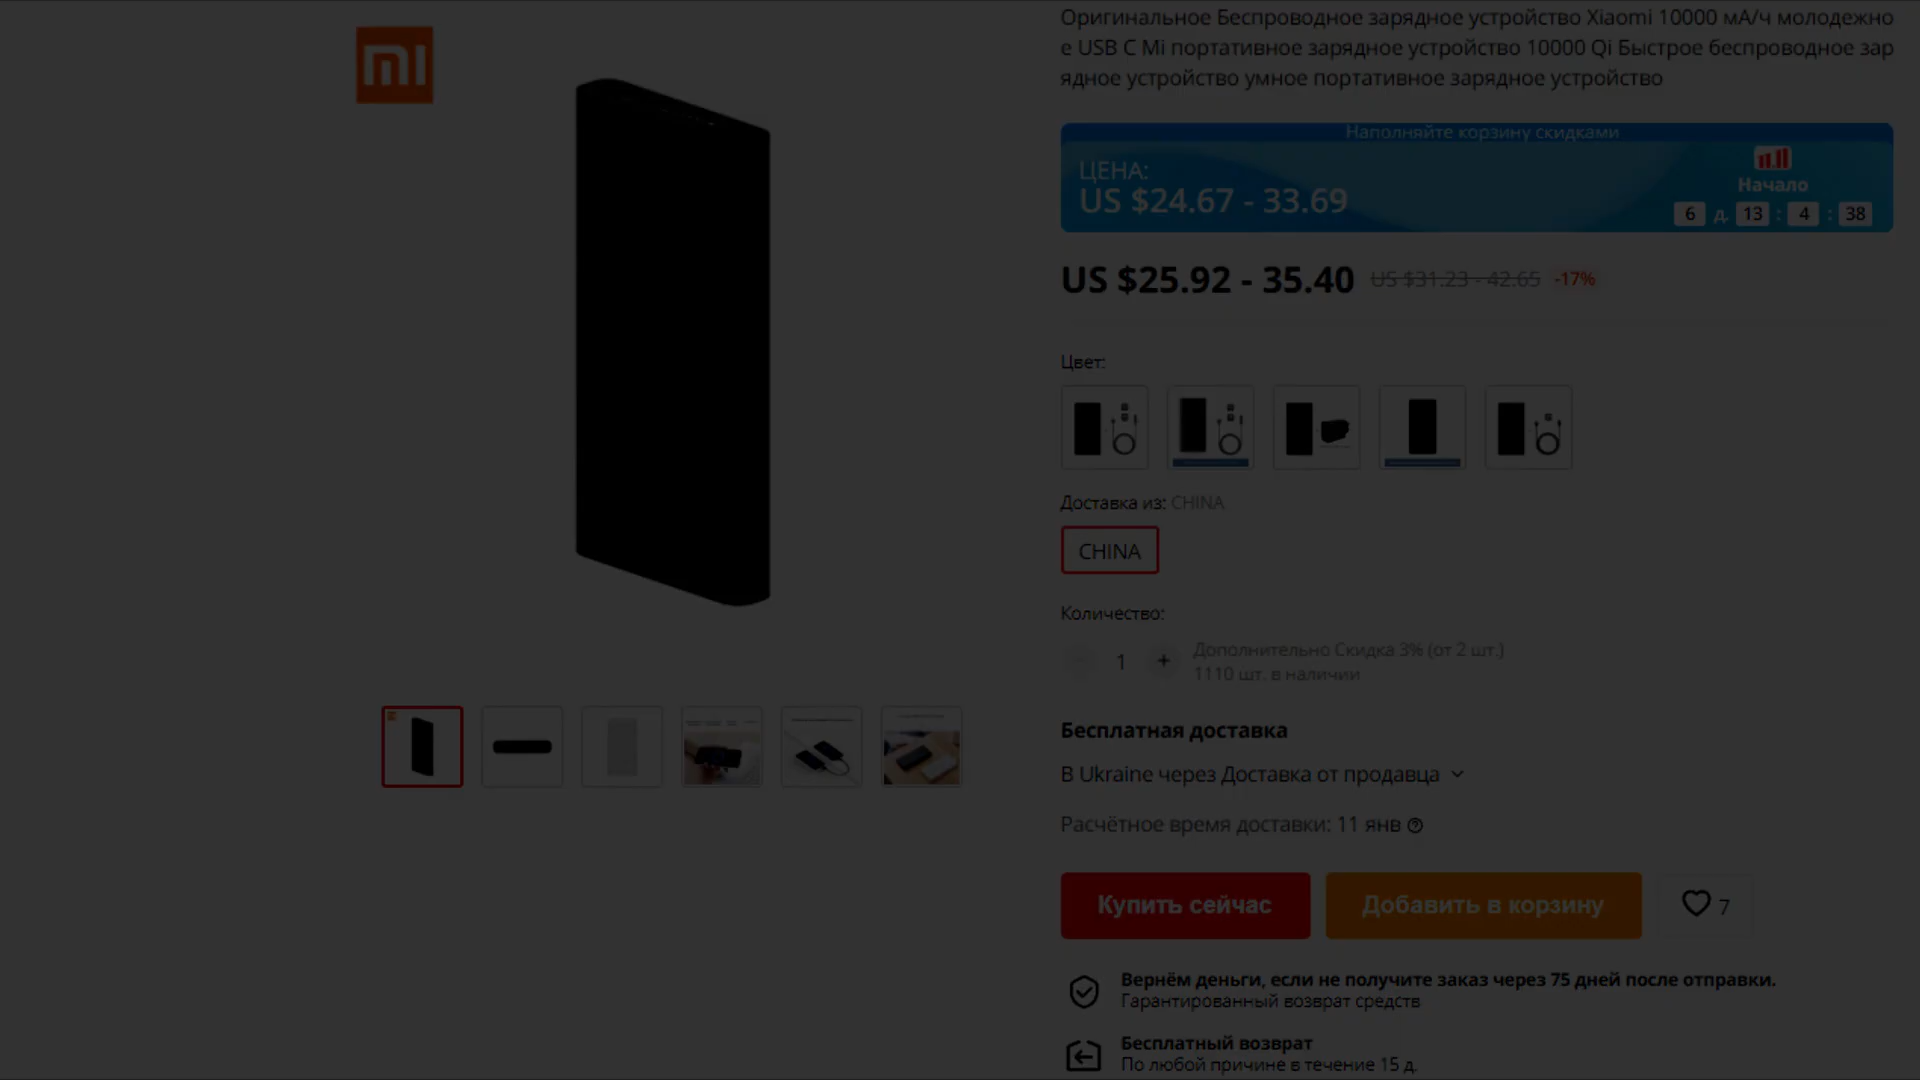 mi
Оригинальное Беспроводное зарядное устройство Xiaomi 10000 мА/ч молодежно
е USB C Mi портативное зарядное устройство 10000 Qi Быстрое беспроводное зар
ядное устройство умное портативное зарядное устройство
Наполняйте корзину скидками
ЦЕНА:
US $24.67 - 33.69
Начало
6 д. 13 : 4 : 38
US $25.92 - 35.40 US $31.23 - 42.65 -17%
Цвет:
Доставка из: CHINA
CHINA
Количество:
1 +
Дополнительно Скидка 3% (от 2 шт.)
1110 шт. в наличии
Бесплатная доставка
В Ukraine через Доставка от продавца
Расчётное время доставки: 11 янв
Купить сейчас Добавить в корзину 7
Вернём деньги, если не получите заказ через 75 дней после отправки.
Гарантированный возврат средств
Бесплатный возврат
По любой причине в течение 15 д.